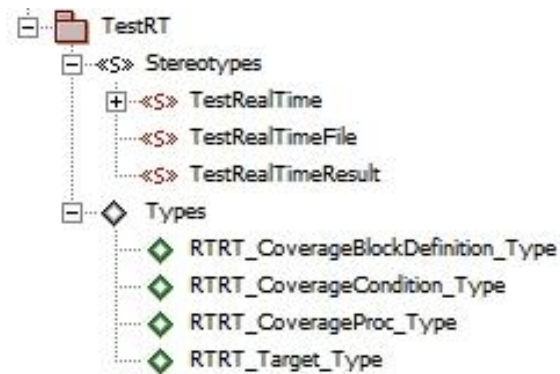 TestRT
«S» Stereotypes
«S» TestRealTime
«S» TestRealTimeFile
«S» TestRealTimeResult
Types
RTRT_CoverageBlockDefinition_Type
RTRT_CoverageCondition_Type
RTRT_CoverageProc_Type
RTRT_Target_Type